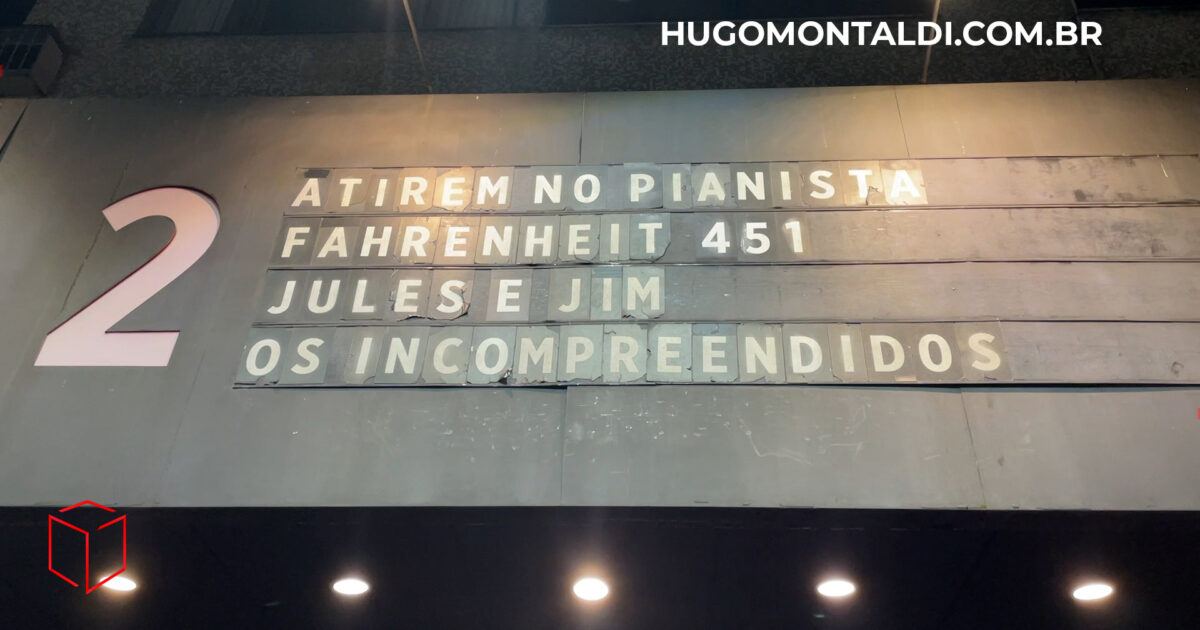 HUGOMONTALDI.COM.BR
2
ATIREM NO PIANISTA
FAHRENHEIT 451
JULES E JIM
OS INCOMPREENDIDOS